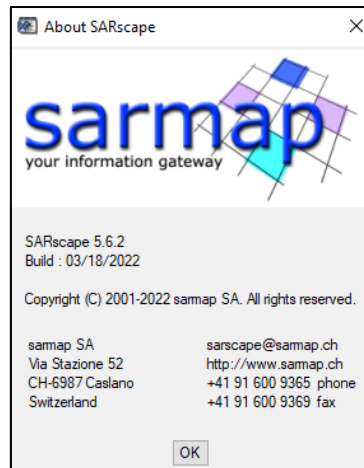 About SARscape
sarmap
your information gateway
SARscape 5.6.2
Build : 03/18/2022
Copyright (C) 2001-2022 sarmap SA. All rights reserved.
sarmap SA sarscape@sarmap.ch
Via Stazione 52 http://www.sarmap.ch
CH-6987 Caslano +41 91 600 9365 phone
Switzerland +41 91 600 9369 fax
OK